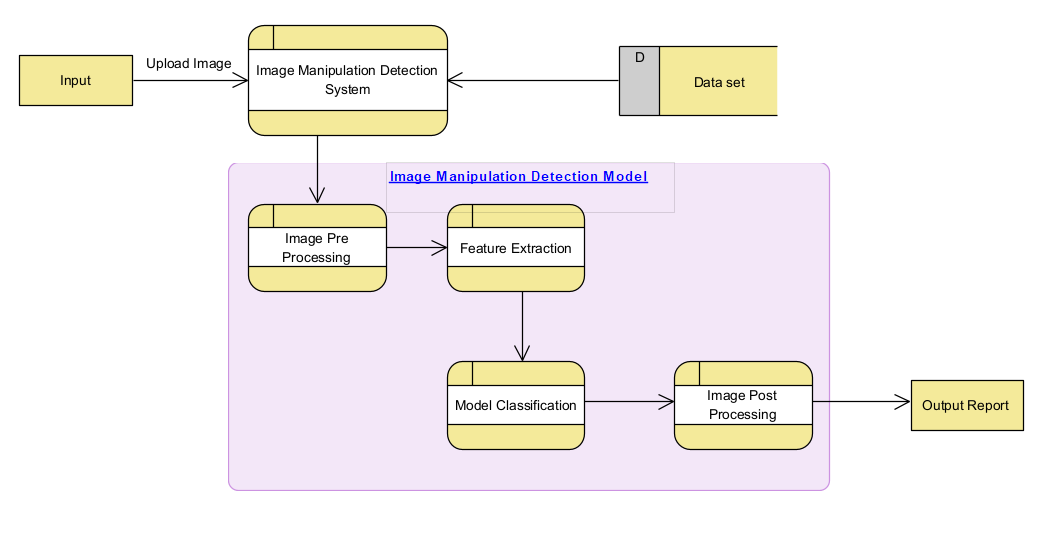 Input
Upload Image
Image Manipulation Detection
System
D
Data set
Image Manipulation Detection Model
Image Pre
Processing
Feature Extraction
Model Classification
Image Post
Processing
Output Report